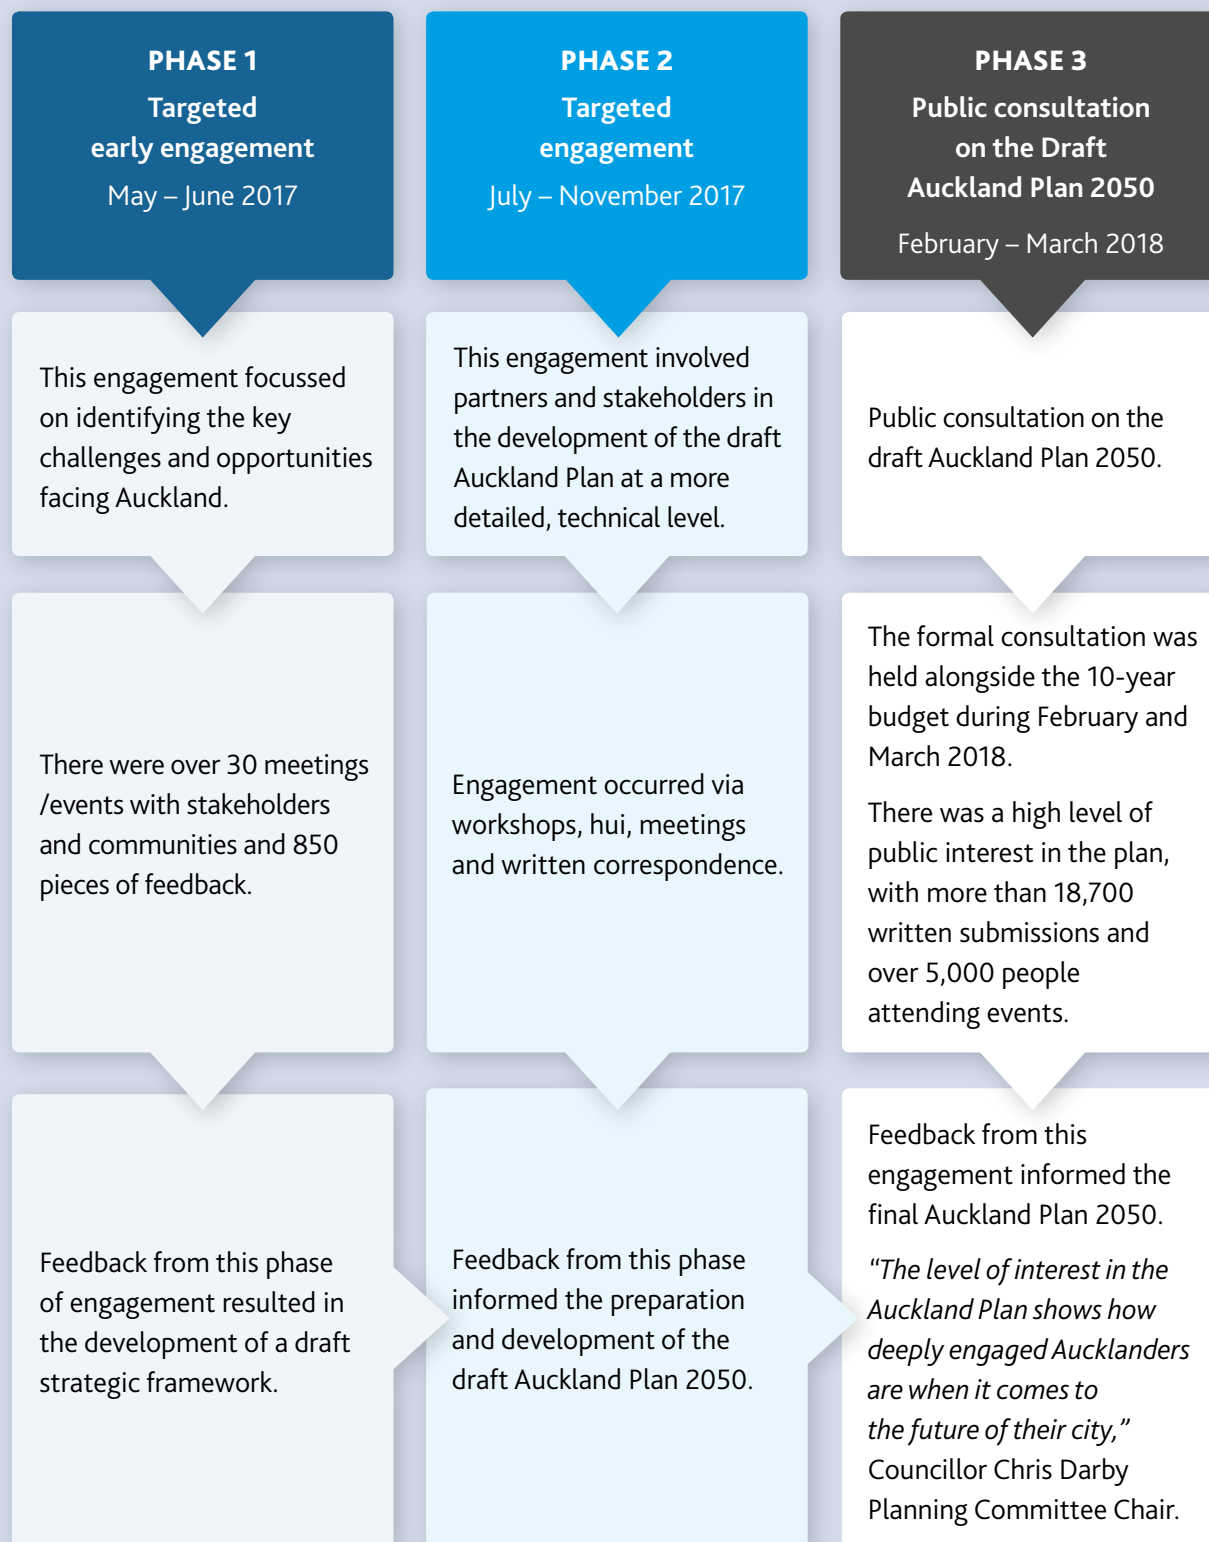 PHASE 1
Targeted
early engagement
May – June 2017
This engagement focussed
on identifying the key
challenges and opportunities
facing Auckland.
There were over 30 meetings
/events with stakeholders
and communities and 850
pieces of feedback.
Feedback from this phase
of engagement resulted in
the development of a draft
strategic framework.
PHASE 2
Targeted
engagement
July – November 2017
This engagement involved
partners and stakeholders in
the development of the draft
Auckland Plan at a more
detailed, technical level.
Engagement occurred via
workshops, hui, meetings
and written correspondence.
Feedback from this phase
informed the preparation
and development of the
draft Auckland Plan 2050.
PHASE 3
Public consultation
on the Draft
Auckland Plan 2050
February – March 2018
Public consultation on the
draft Auckland Plan 2050.
The formal consultation was
held alongside the 10-year
budget during February and
March 2018.
There was a high level of
public interest in the plan,
with more than 18,700
written submissions and
over 5,000 people
attending events.
Feedback from this
engagement informed the
final Auckland Plan 2050.
“The level of interest in the
Auckland Plan shows how
deeply engaged Aucklanders
are when it comes to
the future of their city,”
Councillor Chris Darby
Planning Committee Chair.